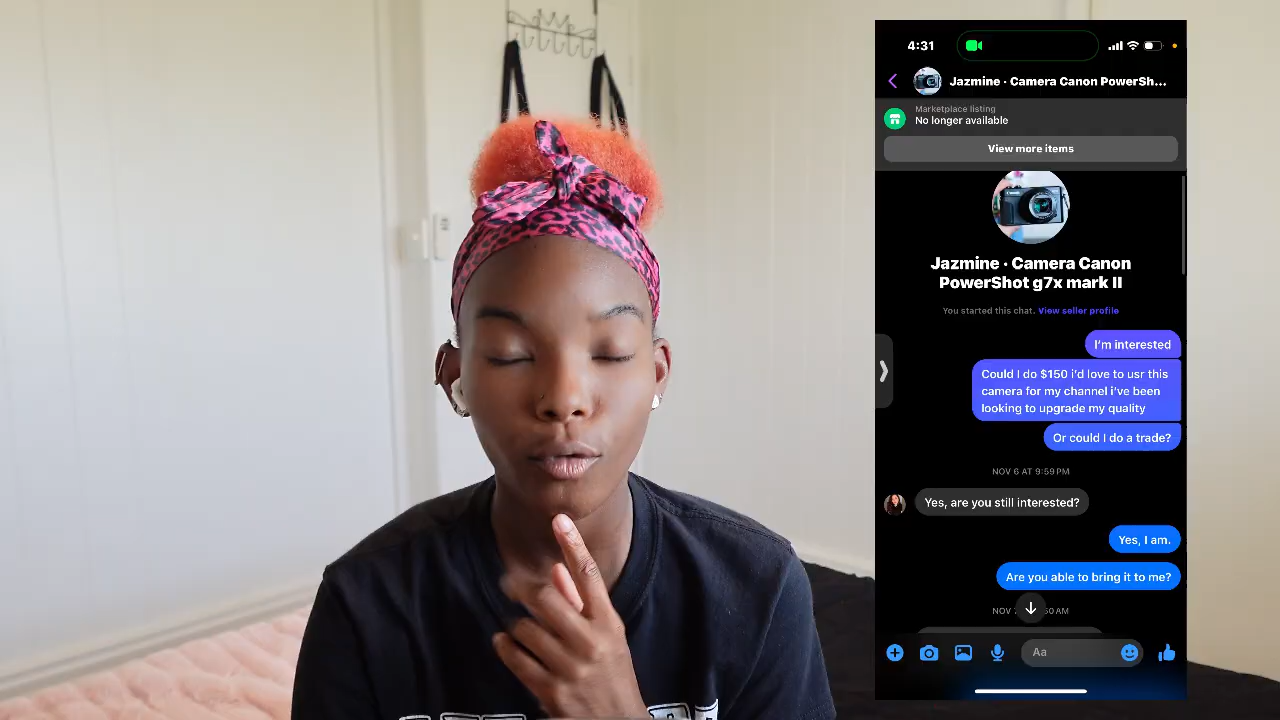 4:31
Jazmine · Camera Canon PowerSh...
Marketplace listing
No longer available
View more items
Jazmine · Camera Canon
PowerShot g7x mark II
You started this chat. View seller profile
I'm interested
Could I do $150 i'd love to usr this
camera for my channel i've been
looking to upgrade my quality
Or could I do a trade?
NOV 6 AT 9:59PM
Yes, are you still interested?
Yes, I am.
Are you able to bring it to me?
NOV
Aa